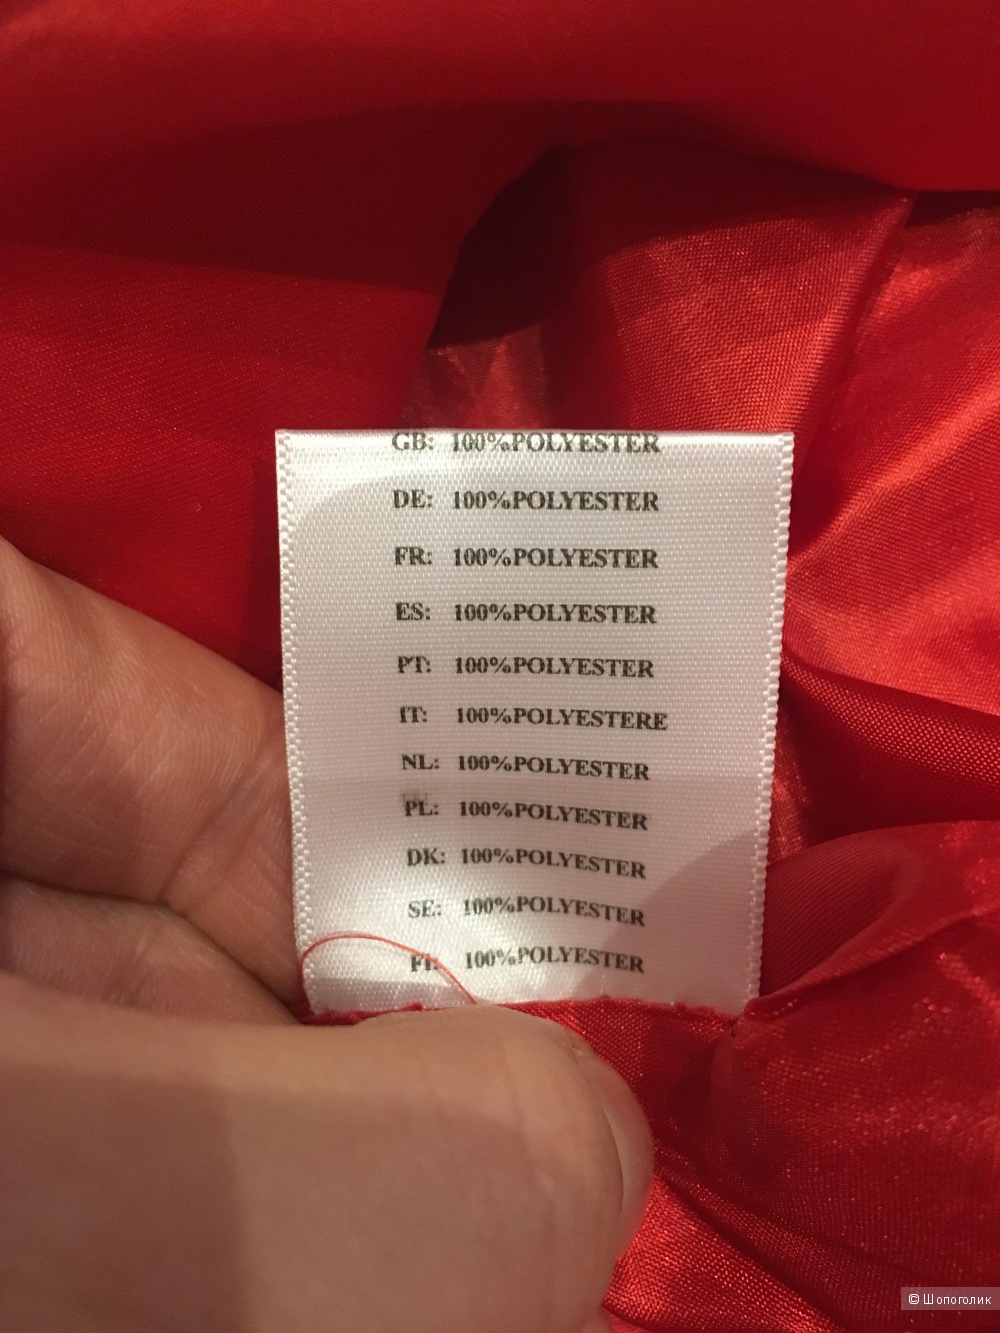 GB: 100%POLYESTER
DE: 100%POLYESTER
FR: 100%POLYESTER
ES: 100%POLYESTER
PT: 100%POLYESTER
IT: 100%POLYESTERE
NL: 100%POLYESTER
PL: 100%POLYESTER
DK: 100%POLYESTER
SE: 100%POLYESTER
FI: 100%POLYESTER
© Шопоголик